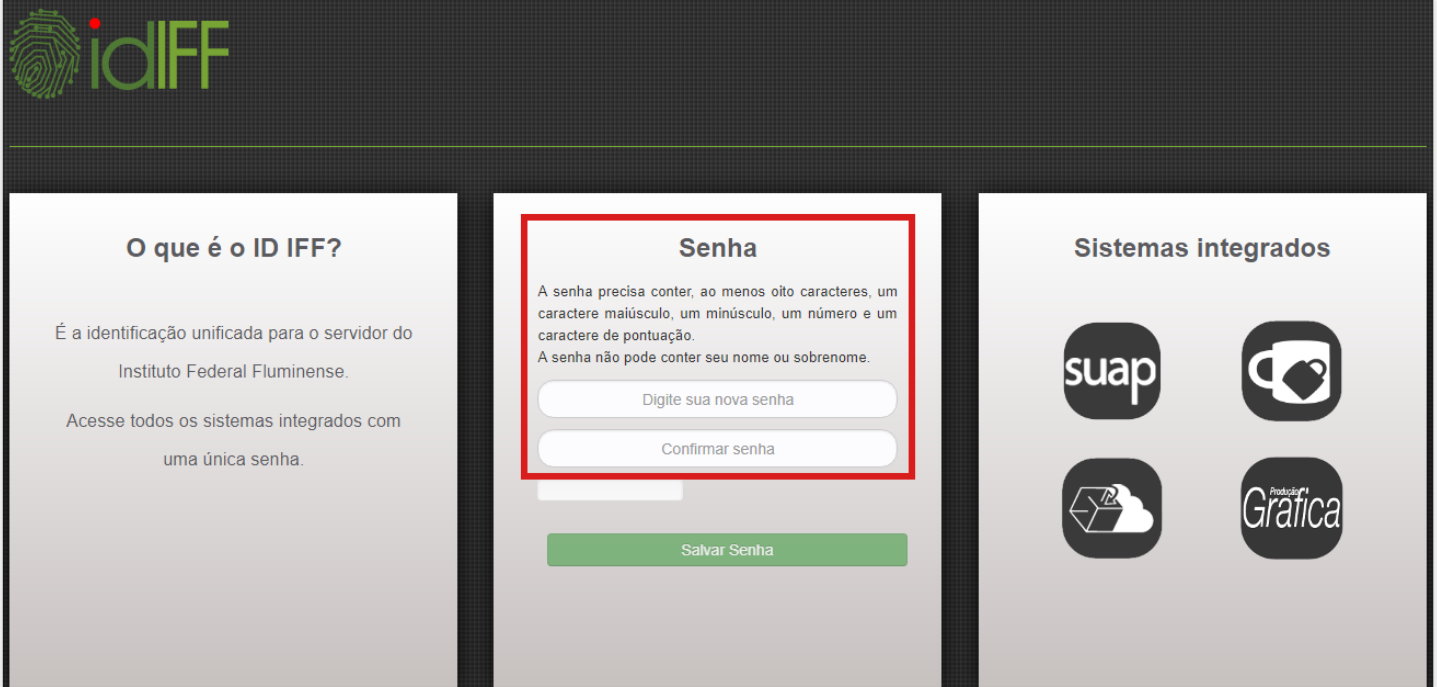 idIFF
O que é o ID IFF?
É a identificação unificada para o servidor do
Instituto Federal Fluminense.
Acesse todos os sistemas integrados com
uma única senha.
Senha
A senha precisa conter, ao menos oito caracteres, um
caractere maiúsculo, um minúsculo, um número e um
caractere de pontuação.
A senha não pode conter seu nome ou sobrenome.
Digite sua nova senha
Confirmar senha
Salvar Senha
Sistemas integrados
suap
Produção
Gráfica